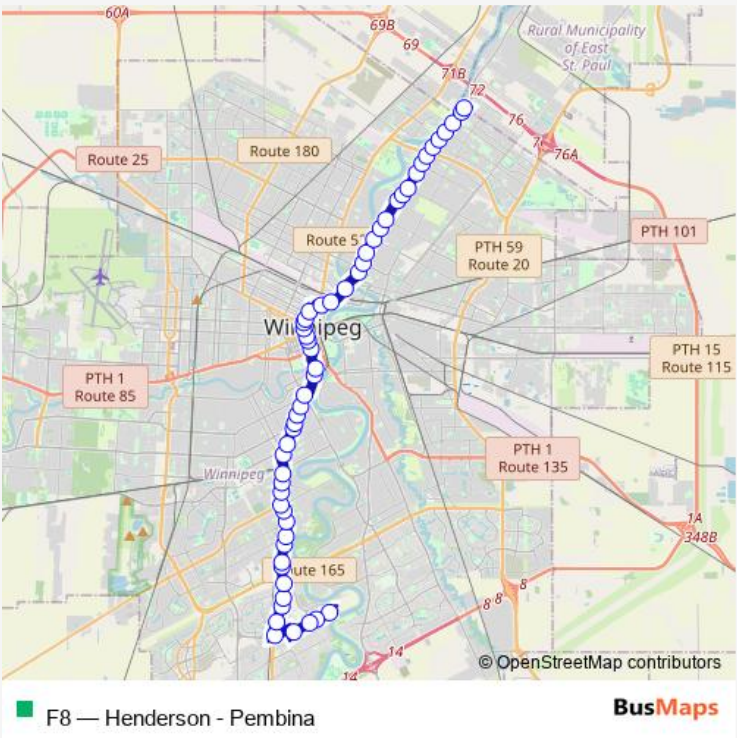 60A
69B
69
Rural Municipality
of East
St. Paul
71B
72
76
76A
Route 180
Route 25
Route 5
PTH 59
Route 20
PTH 101
Winnipeg
PTH 15
Route 115
PTH 1
Route 85
PTH 1
Route 135
Winnipeg
1A
348B
ute 165
8
8
8
14
14
© OpenStreetMap contributors
F8 — Henderson - Pembina
BusMaps